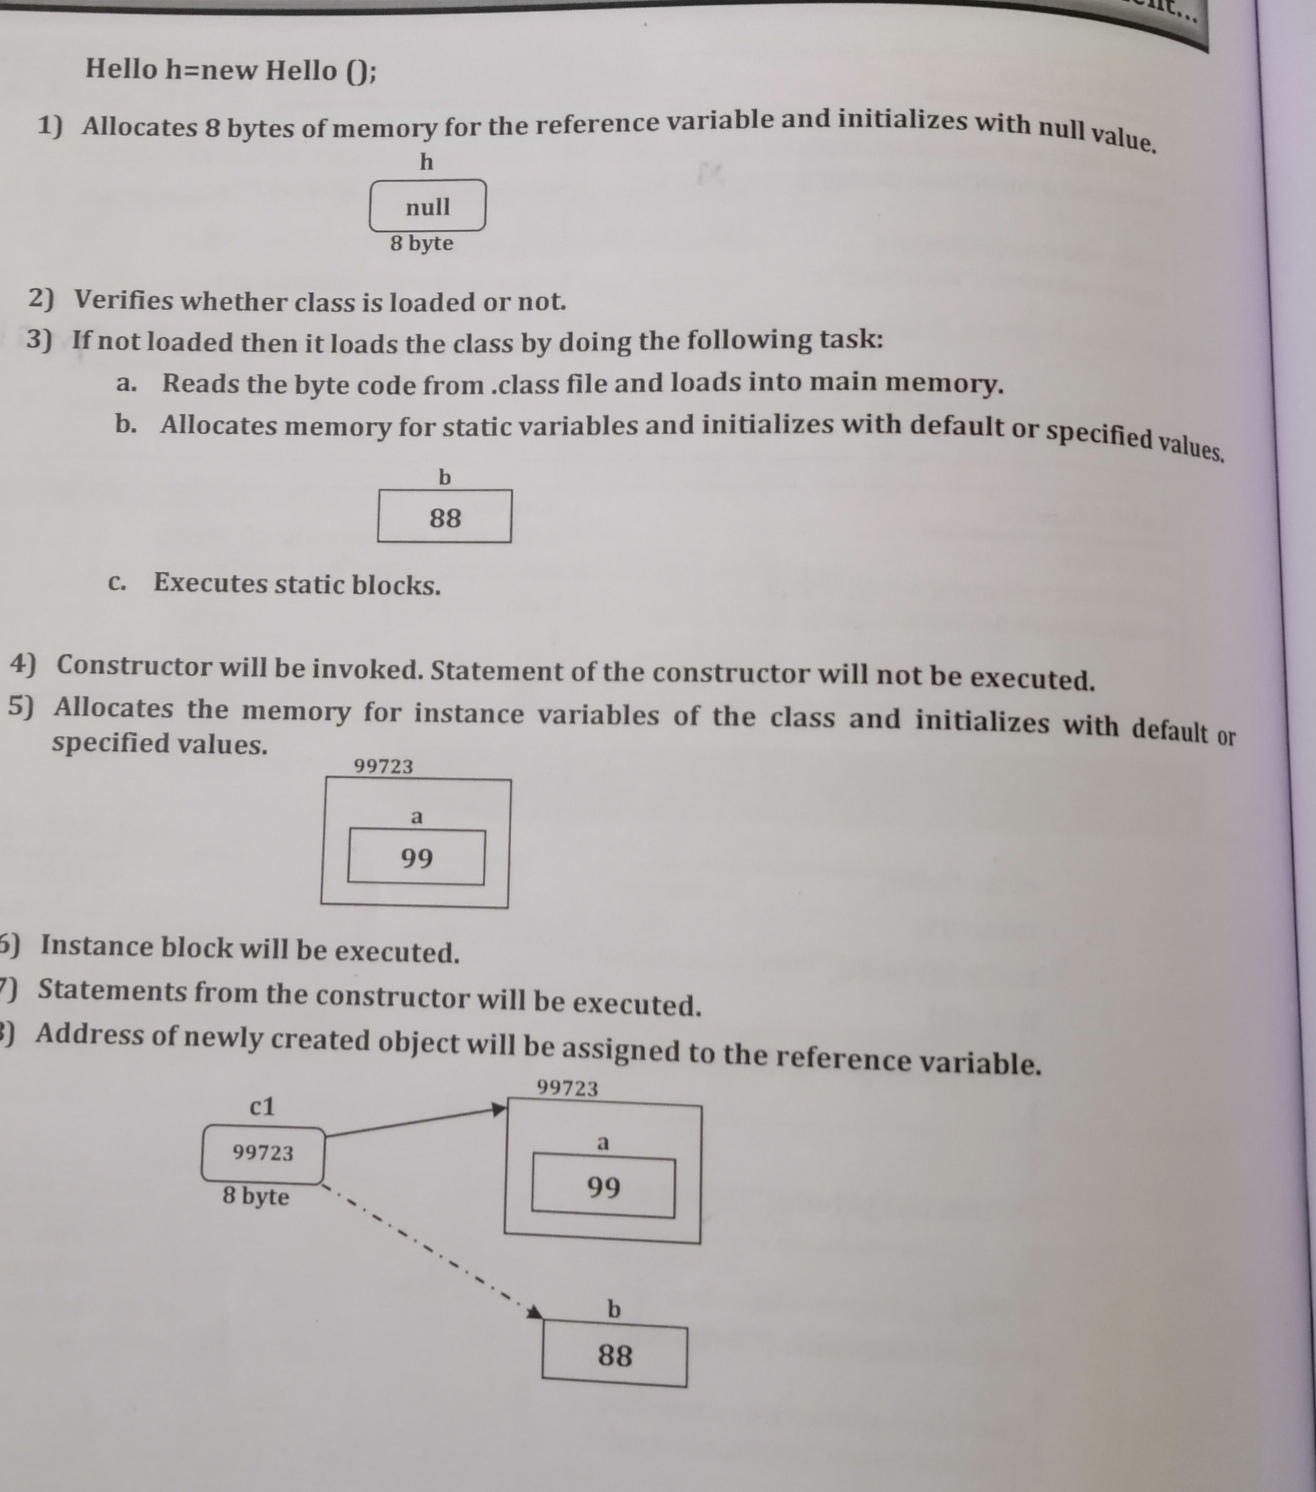 Hello h=new Hello ();
1) Allocates 8 bytes of memory for the reference variable and initializes with null value.
h
null
8 byte
2) Verifies whether class is loaded or not.
3) If not loaded then it loads the class by doing the following task:
a. Reads the byte code from .class file and loads into main memory.
b. Allocates memory for static variables and initializes with default or specified values.
b
88
c. Executes static blocks.
4) Constructor will be invoked. Statement of the constructor will not be executed.
5) Allocates the memory for instance variables of the class and initializes with default or
specified values.
99723
a
99
6) Instance block will be executed.
7) Statements from the constructor will be executed.
8) Address of newly created object will be assigned to the reference variable.
99723
c1
99723
8 byte
a
99
b
88